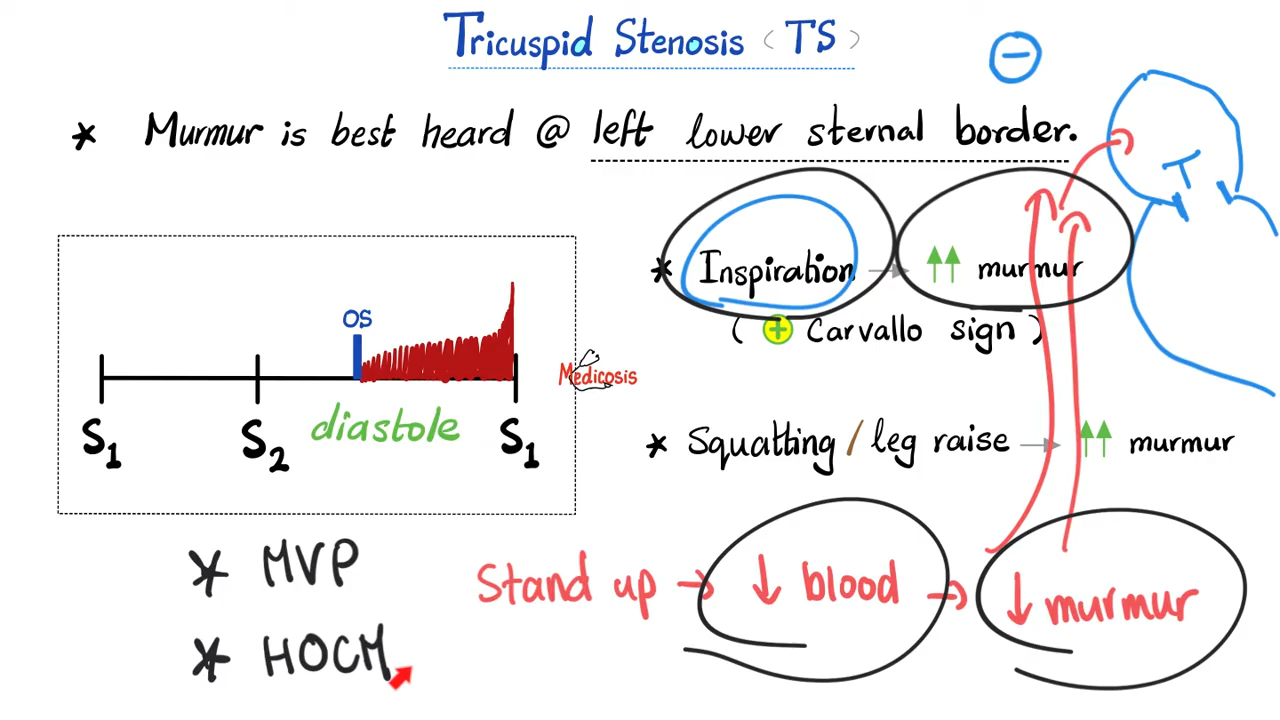 Tricuspid Stenosis (TS)
* Murmur is best heard @ left lower sternal border.
* Inspiration → ↑↑ murmur
( + Carvallo sign )
OS
Medicosis
diastole
S1 S2 S1
* Squatting / leg raise → ↑↑ murmur
* MVP
* HOCM
Stand up → ↓ blood → ↓ murmur